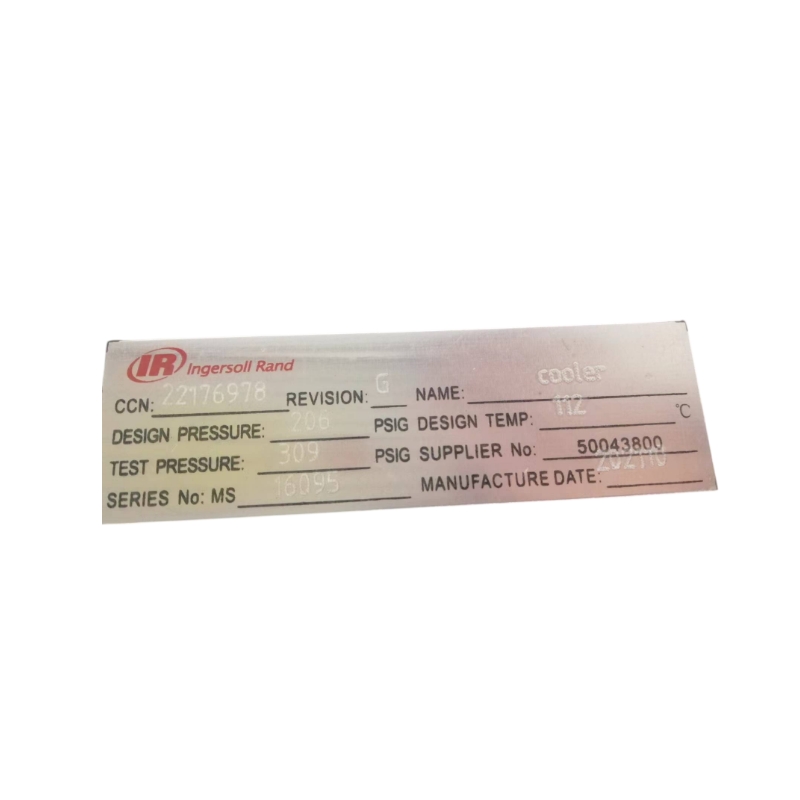 IR Ingersoll Rand
CCN: 22176978 REVISION: G NAME: cooler
DESIGN PRESSURE: 206 PSIG DESIGN TEMP: 112 °C
TEST PRESSURE: 309 PSIG SUPPLIER No: 50043800
SERIES No: MS 16095 MANUFACTURE DATE: 202110